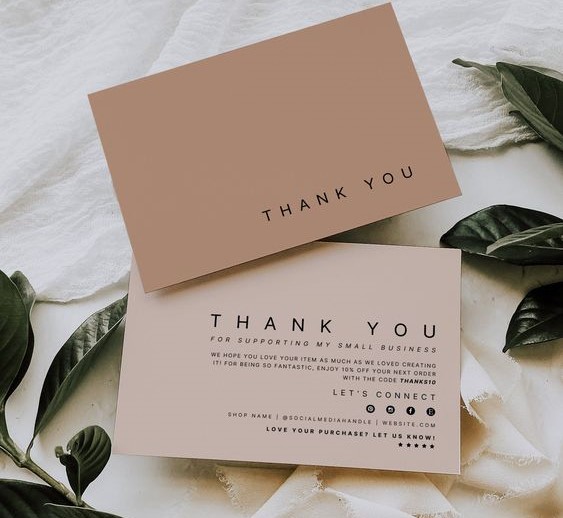 THANK YOU
THANK YOU
FOR SUPPORTING MY SMALL BUSINESS
WE HOPE YOU LOVE YOUR ITEM AS MUCH AS WE LOVED CREATING
IT! FOR BEING SO FANTASTIC, ENJOY 10% OFF YOUR NEXT ORDER
WITH THE CODE THANKS10
LET'S CONNECT
SHOP NAME | @SOCIALMEDIAHANDLE | WEBSITE.COM
LOVE YOUR PURCHASE? LET US KNOW!